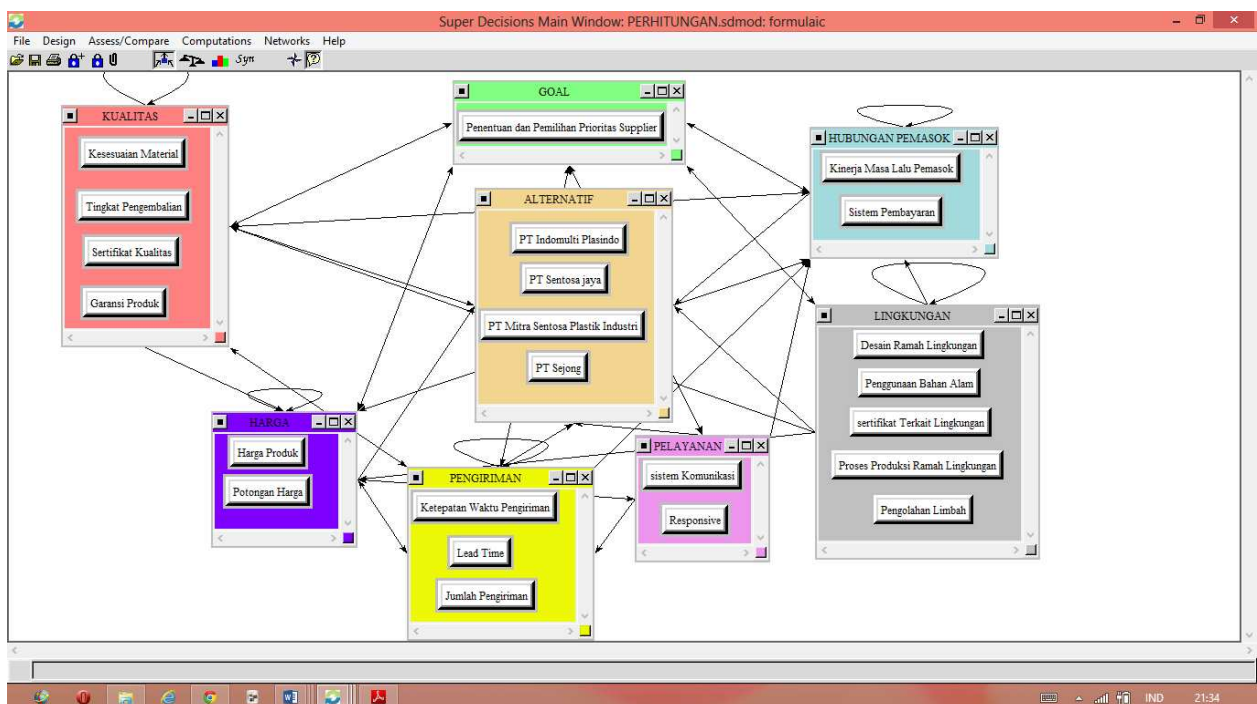 Super Decisions Main Window: PERHITUNGAN.sdmod: formulaic
File Design Assess/Compare Computations Networks Help
Syn
KUALITAS
Kesesuaian Material
Tingkat Pengembalian
Sertifikat Kualitas
Garansi Produk
GOAL
Penentuan dan Pemilihan Prioritas Supplier
HUBUNGAN PEMASOK
Kinerja Masa Lalu Pemasok
Sistem Pembayaran
ALTERNATIF
PT Indomulti Plasindo
PT Sentosa jaya
PT Mitra Sentosa Plastik Industri
PT Sejong
LINGKUNGAN
Desain Ramah Lingkungan
Penggunaan Bahan Alam
sertifikat Terkait Lingkungan
Proses Produksi Ramah Lingkungan
Pengolahan Limbah
HARGA
Harga Produk
Potongan Harga
PENGIRIMAN
Ketepatan Waktu Pengiriman
Lead Time
Jumlah Pengiriman
PELAYANAN
sistem Komunikasi
Responsive
IND 21:34